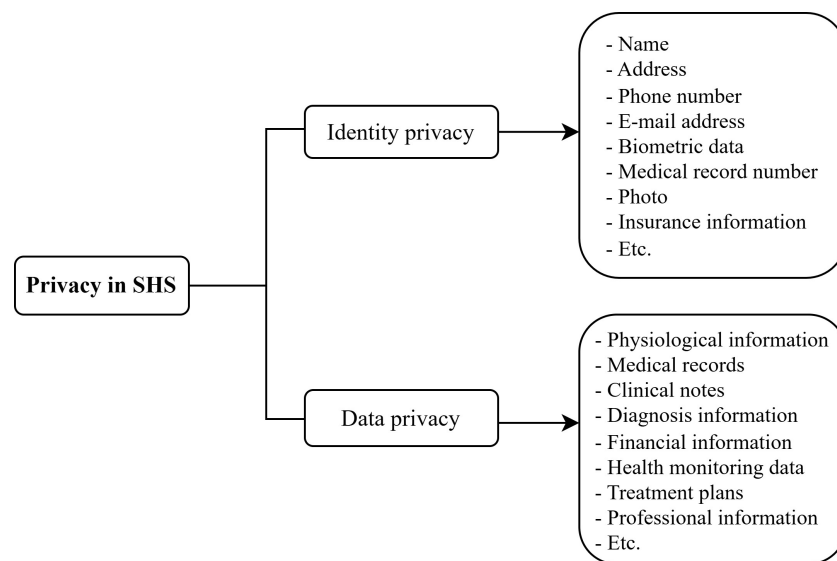 Privacy in SHS
Identity privacy
- Name
- Address
- Phone number
- E-mail address
- Biometric data
- Medical record number
- Photo
- Insurance information
- Etc.
Data privacy
- Physiological information
- Medical records
- Clinical notes
- Diagnosis information
- Financial information
- Health monitoring data
- Treatment plans
- Professional information
- Etc.